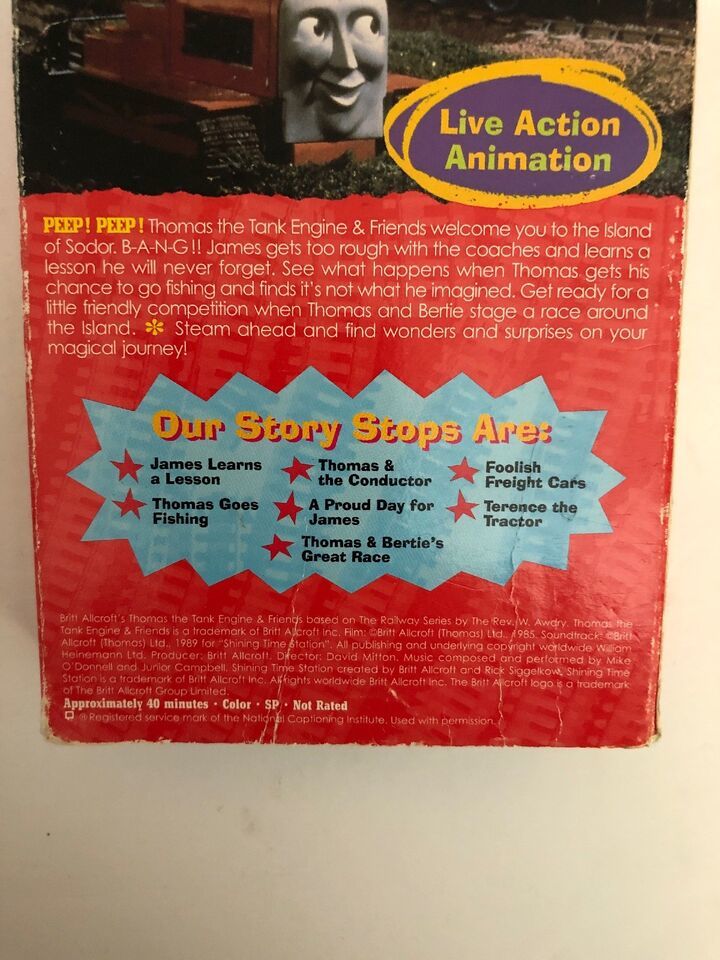 Live Action
Animation
PEEP! PEEP! Thomas the Tank Engine & Friends welcome you to the Island
of Sodor. B-A-N-G!! James gets too rough with the coaches and learns a
lesson he will never forget. See what happens when Thomas gets his
chance to go fishing and finds it's not what he imagined. Get ready for a
little friendly competition when Thomas and Bertie stage a race around
the Island. ✼ Steam ahead and find wonders and surprises on your
magical journey!
Our Story Stops Are:
★ James Learns
a Lesson
★ Thomas &
the Conductor
★ Foolish
Freight Cars
★ Thomas Goes
Fishing
★ A Proud Day for
James
★ Terence the
Tractor
★ Thomas & Bertie's
Great Race
Britt Allcroft's Thomas the Tank Engine & Friends based on The Railway Series by The Rev. W. Awdry. Thomas the
Tank Engine & Friends is a trademark of Britt Allcroft Inc. Film: ©Britt Allcroft (Thomas) Ltd., 1985. Soundtrack: ©Britt
Allcroft (Thomas) Ltd., 1989 for "Shining Time Station". All publishing and underlying copyright worldwide William
Heinemann Ltd. Producer: Britt Allcroft. Director: David Mitton. Music composed and performed by Mike
O'Donnell and Junior Campbell. Shining Time Station created by Britt Allcroft and Rick Siggelkow. Shining Time
Station is a trademark of Britt Allcroft Inc. All rights worldwide Britt Allcroft Inc. The Britt Allcroft logo is a trademark
of The Britt Allcroft Group Limited.
Approximately 40 minutes · Color · SP · Not Rated
® Registered service mark of the National Captioning Institute. Used with permission.